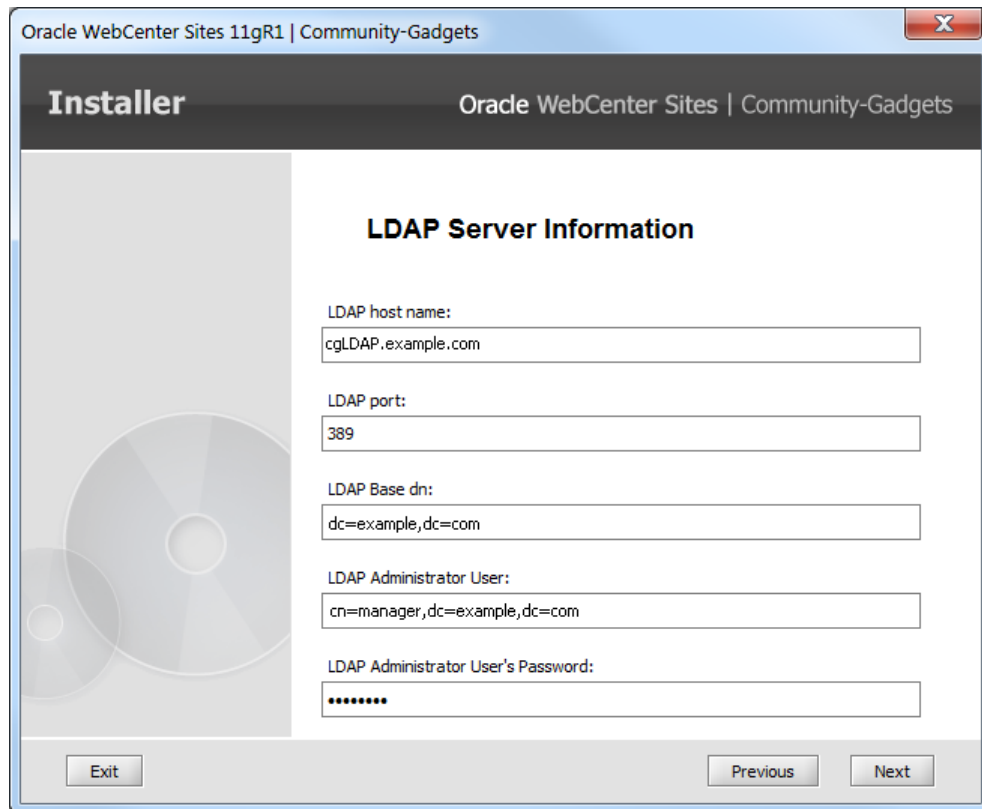 Oracle WebCenter Sites 11gR1 | Community-Gadgets
Installer
Oracle WebCenter Sites | Community-Gadgets
LDAP Server Information
LDAP host name:
cgLDAP.example.com
LDAP port:
389
LDAP Base dn:
dc=example,dc=com
LDAP Administrator User:
cn=manager,dc=example,dc=com
LDAP Administrator User's Password:
••••••••
Exit
Previous
Next